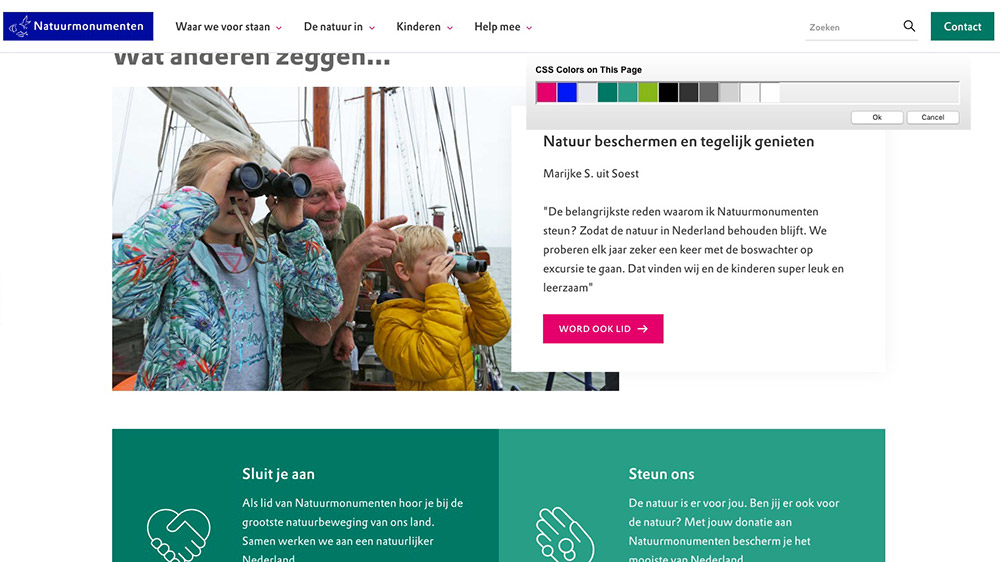 Natuurmonumenten
Waar we voor staan
De natuur in
Kinderen
Help mee
Zoeken
Contact
Wat anderen zeggen...
CSS Colors on This Page
Ok
Cancel
Natuur beschermen en tegelijk genieten
Marijke S. uit Soest
"De belangrijkste reden waarom ik Natuurmonumenten
steun? Zodat de natuur in Nederland behouden blijft. We
proberen elk jaar zeker een keer met de boswachter op
excursie te gaan. Dat vinden wij en de kinderen super leuk en
leerzaam"
WORD OOK LID
Sluit je aan
Als lid van Natuurmonumenten hoor je bij de
grootste natuurbeweging van ons land.
Samen werken we aan een natuurlijker
Nederland
Steun ons
De natuur is er voor jou. Ben jij er ook voor
de natuur? Met jouw donatie aan
Natuurmonumenten bescherm je het
mooiste van Nederland.